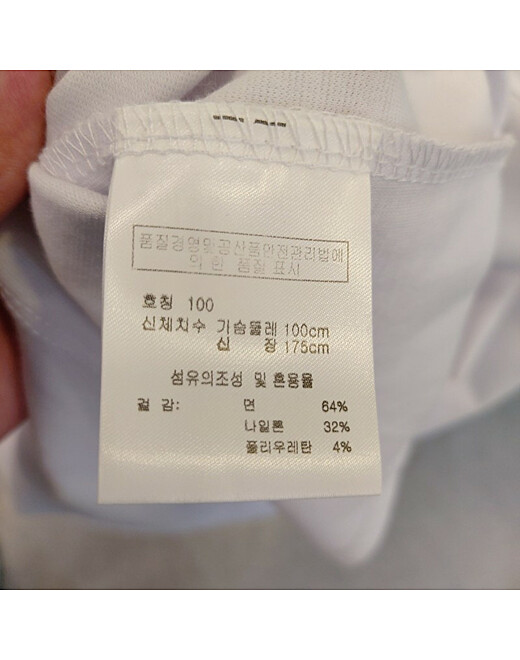 품질경영및공산품안전관리법에
의 한 품질 표시
호칭 100
신체치수 가슴둘레 100cm
신 장 175cm
섬유의조성 및 혼용율
겉 감: 면 64%
나일론 32%
폴리우레탄 4%